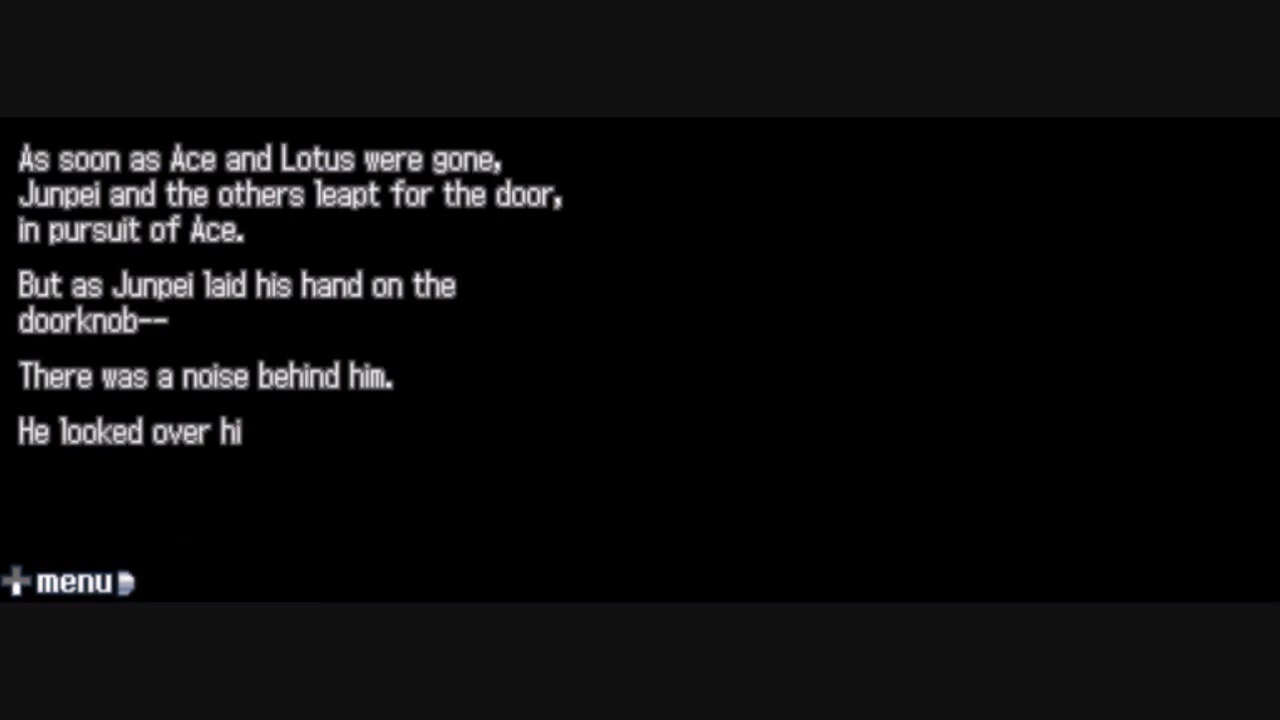 As soon as Ace and Lotus were gone,
Junpei and the others leapt for the door,
in pursuit of Ace.
But as Junpei laid his hand on the
doorknob--
There was a noise behind him.
He looked over hi
menu